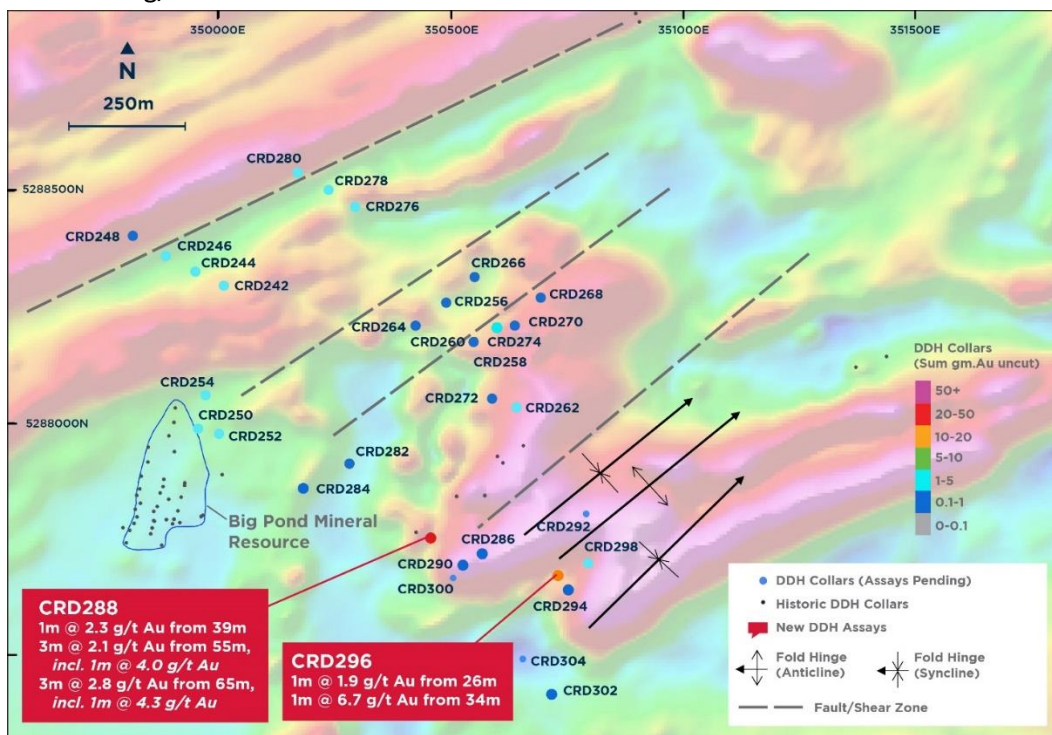 350000E
350500E
351000E
351500E
N
250m
5288500N
5288000N
CRD280
CRD278
CRD276
CRD248
CRD246
CRD244
CRD242
CRD266
CRD256
CRD268
CRD264
CRD270
CRD260
CRD274
CRD258
CRD254
CRD272
CRD262
CRD250
CRD252
CRD282
CRD284
Big Pond Mineral
Resource
CRD292
CRD286
CRD290
CRD298
CRD300
CRD294
CRD304
CRD302
CRD288
1m @ 2.3 g/t Au from 39m
3m @ 2.1 g/t Au from 55m,
incl. 1m @ 4.0 g/t Au
3m @ 2.8 g/t Au from 65m,
incl. 1m @ 4.3 g/t Au
CRD296
1m @ 1.9 g/t Au from 26m
1m @ 6.7 g/t Au from 34m
DDH Collars
(Sum gm.Au uncut)
50+
20-50
10-20
5-10
1-5
0.1-1
0-0.1
DDH Collars (Assays Pending)
Historic DDH Collars
New DDH Assays
Fold Hinge
(Anticline)
Fold Hinge
(Syncline)
Fault/Shear Zone